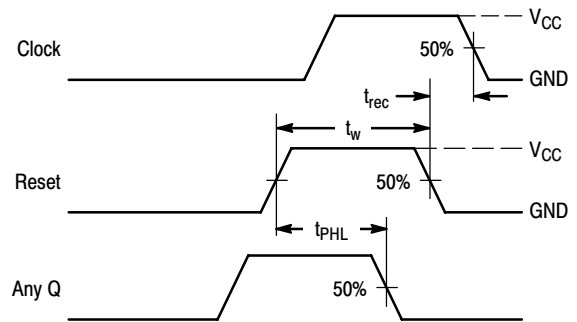 V_CC
Clock
50%
GND
t_rec
t_w
V_CC
Reset
50%
GND
t_PHL
Any Q
50%